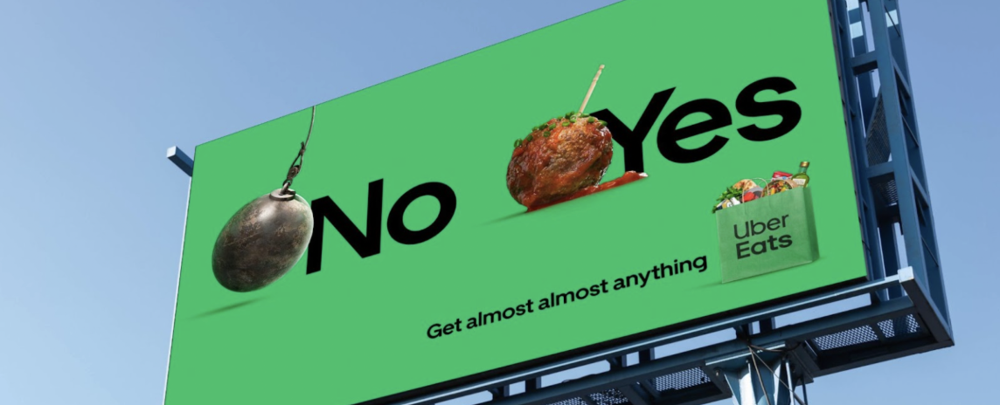 No
Yes
Get almost almost anything
Uber
Eats